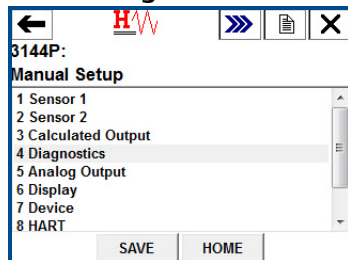 H
3144P:
Manual Setup
1 Sensor 1
2 Sensor 2
3 Calculated Output
4 Diagnostics
5 Analog Output
6 Display
7 Device
8 HART
SAVE HOME